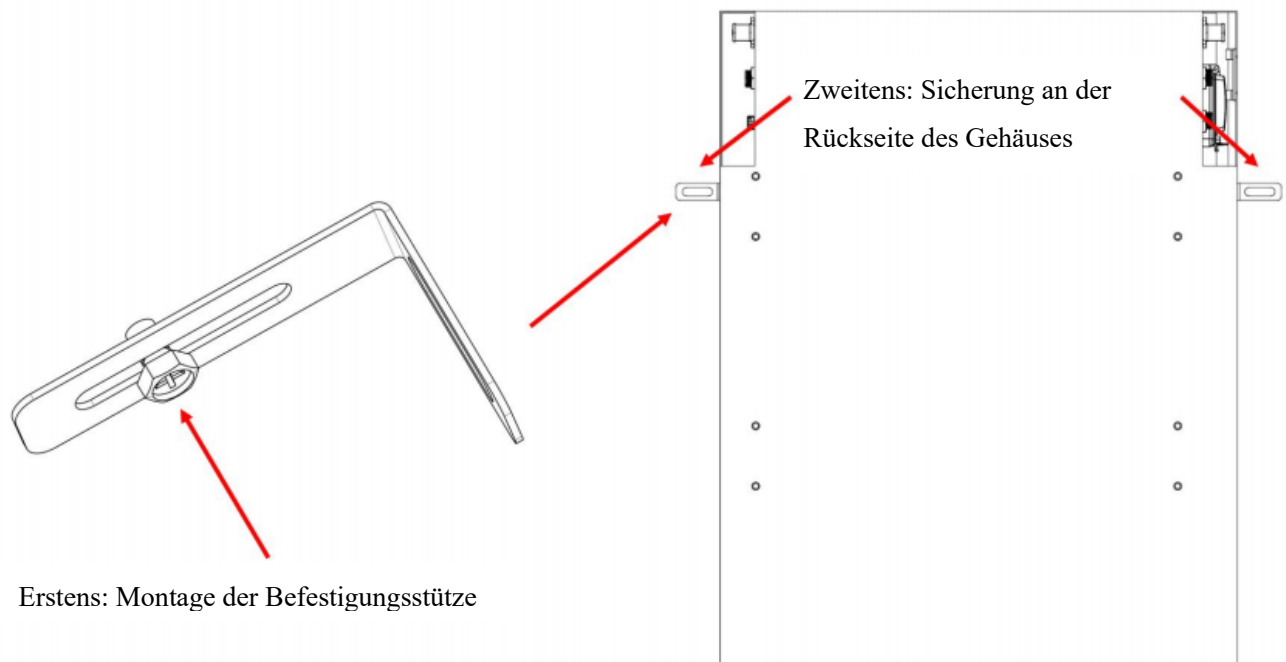 Zweitens: Sicherung an der
Rückseite des Gehäuses
Erstens: Montage der Befestigungsstütze